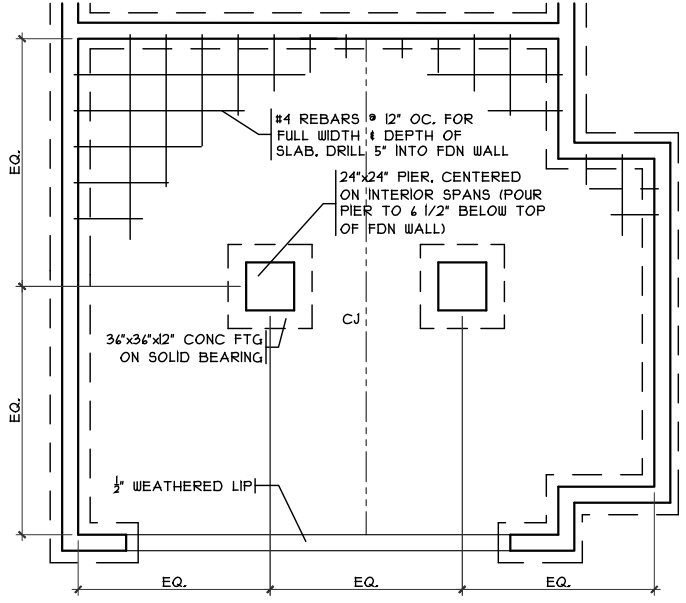 #4 REBARS @ 12" OC. FOR
FULL WIDTH & DEPTH OF
SLAB. DRILL 5" INTO FDN WALL
EQ.
24"x24" PIER. CENTERED
ON INTERIOR SPANS (POUR
PIER TO 6 1/2" BELOW TOP
OF FDN WALL)
CJ
36"x36"x12" CONC FTG
ON SOLID BEARING
EQ.
½" WEATHERED LIP
EQ.
EQ.
EQ.